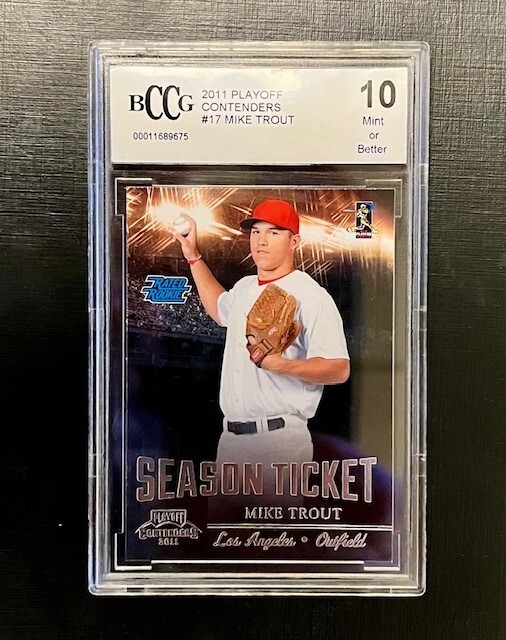 BCCG
2011 PLAYOFF
CONTENDERS
#17 MIKE TROUT
00011689675
10
Mint
or
Better
RATED
ROOKIE
SEASON TICKET
MIKE TROUT
PLAYOFF
CONTENDERS
2011
Los Angeles • Outfield